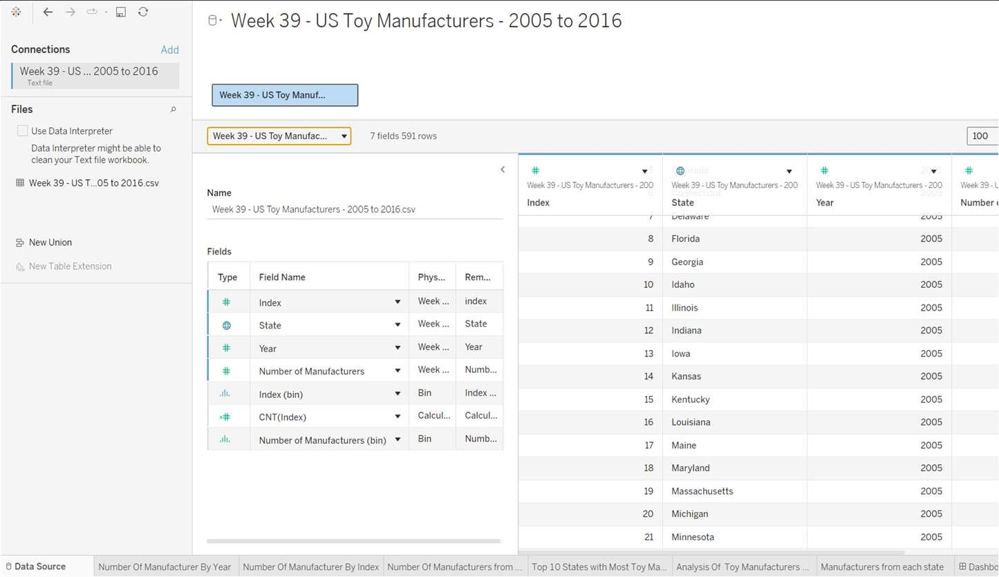 Week 39 - US Toy Manufacturers - 2005 to 2016
Connections
Add
Week 39 - US ... 2005 to 2016
Text file
Files
Use Data Interpreter
Data Interpreter might be able to
clean your Text file workbook.
Week 39 - US T...05 to 2016.csv
New Union
New Table Extension
Week 39 - US Toy Manuf...
Week 39 - US Toy Manufac...
7 fields 591 rows
100
Name
Week 39 - US Toy Manufacturers - 2005 to 2016.csv
Fields
Type Field Name Phys... Rem...
Index Week ... index
State Week ... State
Year Week ... Year
Number of Manufacturers Week ... Numb...
Index (bin) Bin Index ...
CNT(Index) Calcul... Calcul...
Number of Manufacturers (bin) Bin Numb...
Week 39 - US Toy Manufacturers - 200 Week 39 - US Toy Manufacturers - 200 Week 39 - US Toy Manufacturers - 200 Week 39 - U
Index State Year Number
7 Delaware 2005
8 Florida 2005
9 Georgia 2005
10 Idaho 2005
11 Illinois 2005
12 Indiana 2005
13 Iowa 2005
14 Kansas 2005
15 Kentucky 2005
16 Louisiana 2005
17 Maine 2005
18 Maryland 2005
19 Massachusetts 2005
20 Michigan 2005
21 Minnesota 2005
Data Source Number Of Manufacturer By Year Number Of Manufacturer By Index Number Of Manufacturers from ... Top 10 States with Most Toy Ma... Analysis Of Toy Manufacturers ... Manufacturers from each state Dashbo